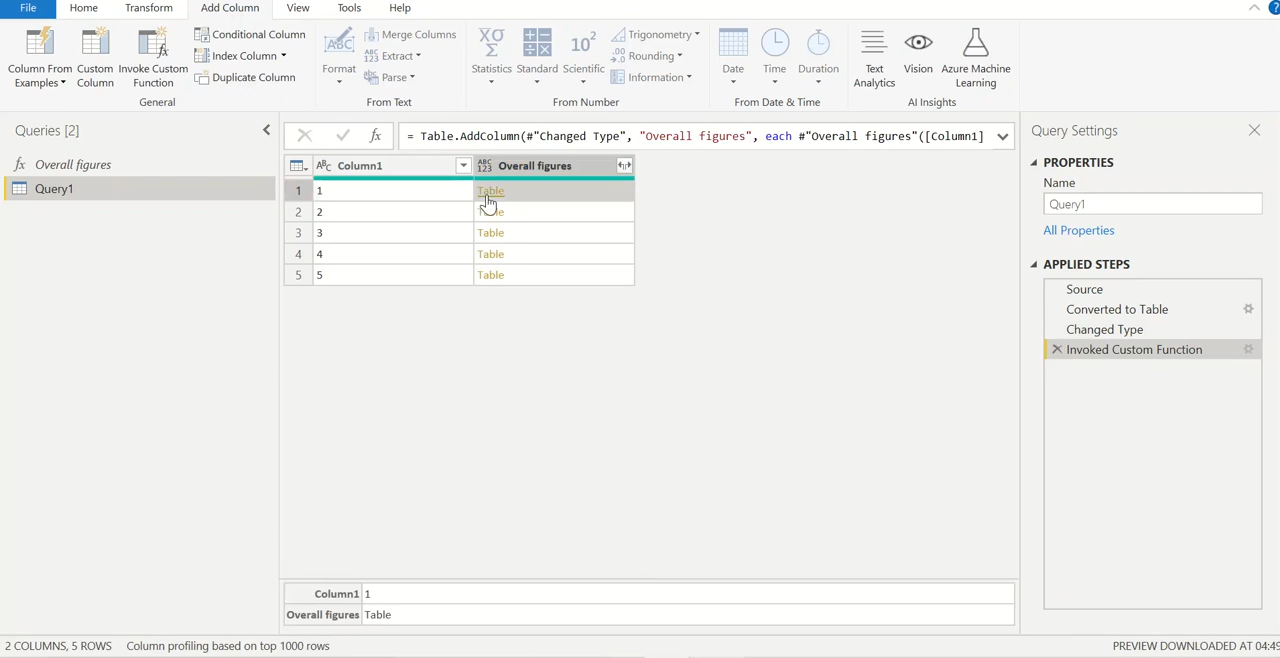 File Home Transform Add Column View Tools Help
Column From Examples
Custom Column
Invoke Custom Function
Conditional Column
Index Column
Duplicate Column
General
Format
Merge Columns
Extract
Parse
From Text
Statistics
Standard
Scientific
Trigonometry
Rounding
Information
From Number
Date
Time
Duration
From Date & Time
Text Analytics
Vision
Azure Machine Learning
AI Insights
Queries [2]
fx Overall figures
Query1
fx = Table.AddColumn(#"Changed Type", "Overall figures", each #"Overall figures"([Column1]
ABC Column1 ABC 123 Overall figures
1 1 Table
2 2
3 3 Table
4 4 Table
5 5 Table
Column1 1
Overall figures Table
Query Settings
PROPERTIES
Name
Query1
All Properties
APPLIED STEPS
Source
Converted to Table
Changed Type
Invoked Custom Function
2 COLUMNS, 5 ROWS Column profiling based on top 1000 rows
PREVIEW DOWNLOADED AT 04:49